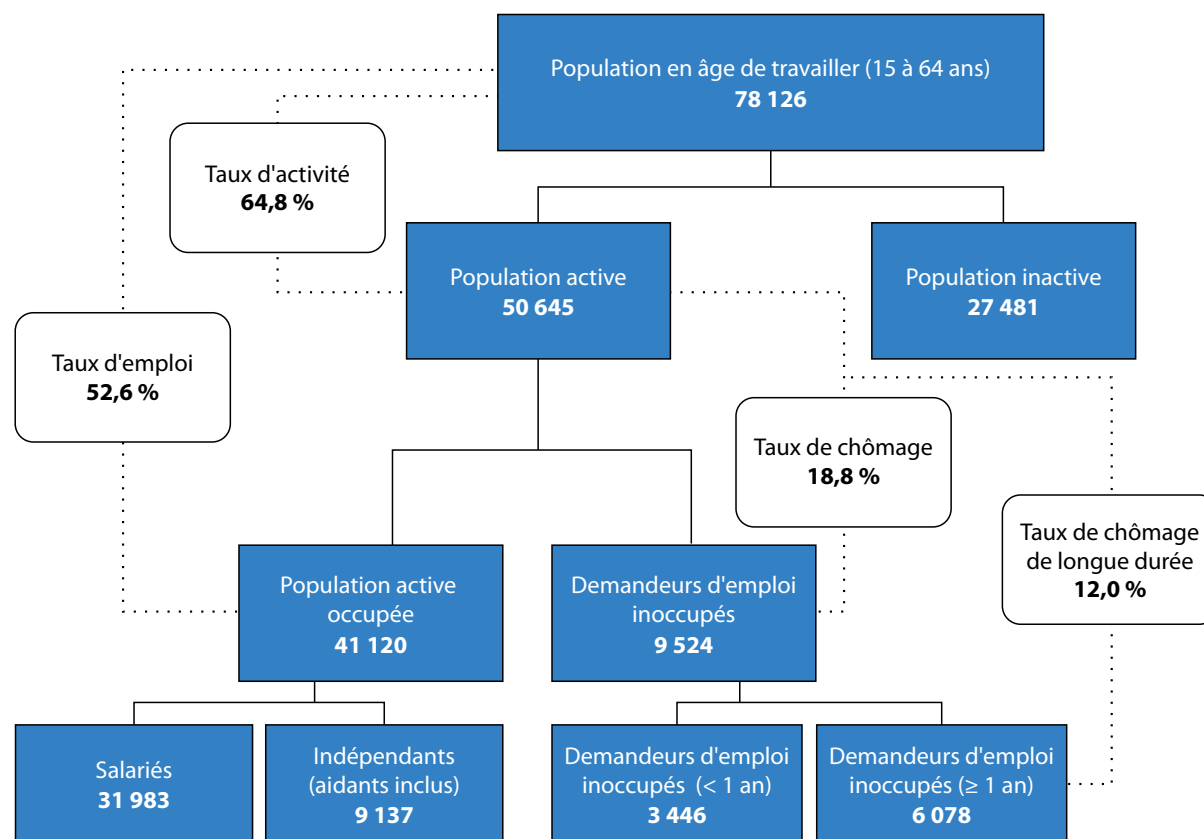 Population en âge de travailler (15 à 64 ans)
78 126
Taux d'activité
64,8 %
Population active
50 645
Population inactive
27 481
Taux d'emploi
52,6 %
Taux de chômage
18,8 %
Taux de chômage
de longue durée
12,0 %
Population active
occupée
41 120
Demandeurs d'emploi
inoccupés
9 524
Salariés
31 983
Indépendants
(aidants inclus)
9 137
Demandeurs d'emploi
inoccupés (< 1 an)
3 446
Demandeurs d'emploi
inoccupés (≥ 1 an)
6 078